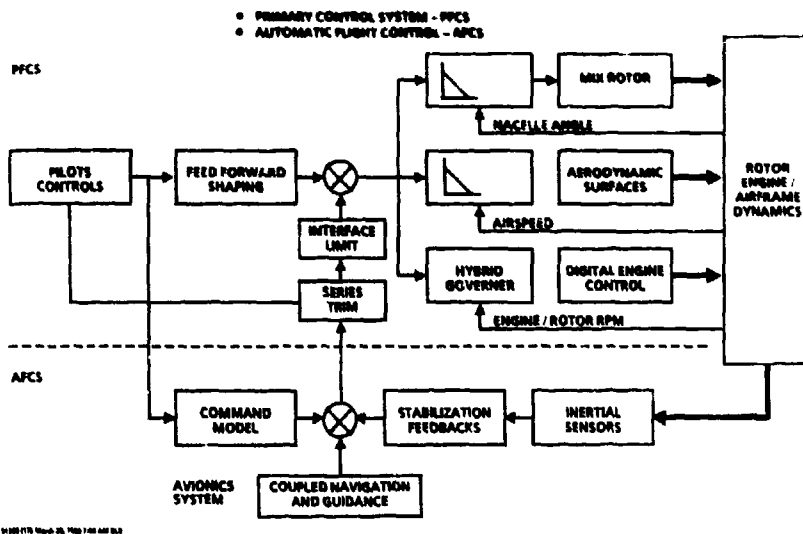 • PRIMARY CONTROL SYSTEM - PFCS
• AUTOMATIC FLIGHT CONTROL - AFCS
PFCS
PILOTS
CONTROLS
FEED FORWARD
SHAPING
INTERFACE
LIMIT
SERIES
TRIM
MIX ROTOR
NACELLE ANGLE
AERODYNAMIC
SURFACES
AIRSPEED
HYBRID
GOVERNER
DIGITAL ENGINE
CONTROL
ENGINE / ROTOR RPM
ROTOR
ENGINE /
AIRFRAME
DYNAMICS
AFCS
COMMAND
MODEL
STABILIZATION
FEEDBACKS
INERTIAL
SENSORS
AVIONICS
SYSTEM
COUPLED NAVIGATION
AND GUIDANCE